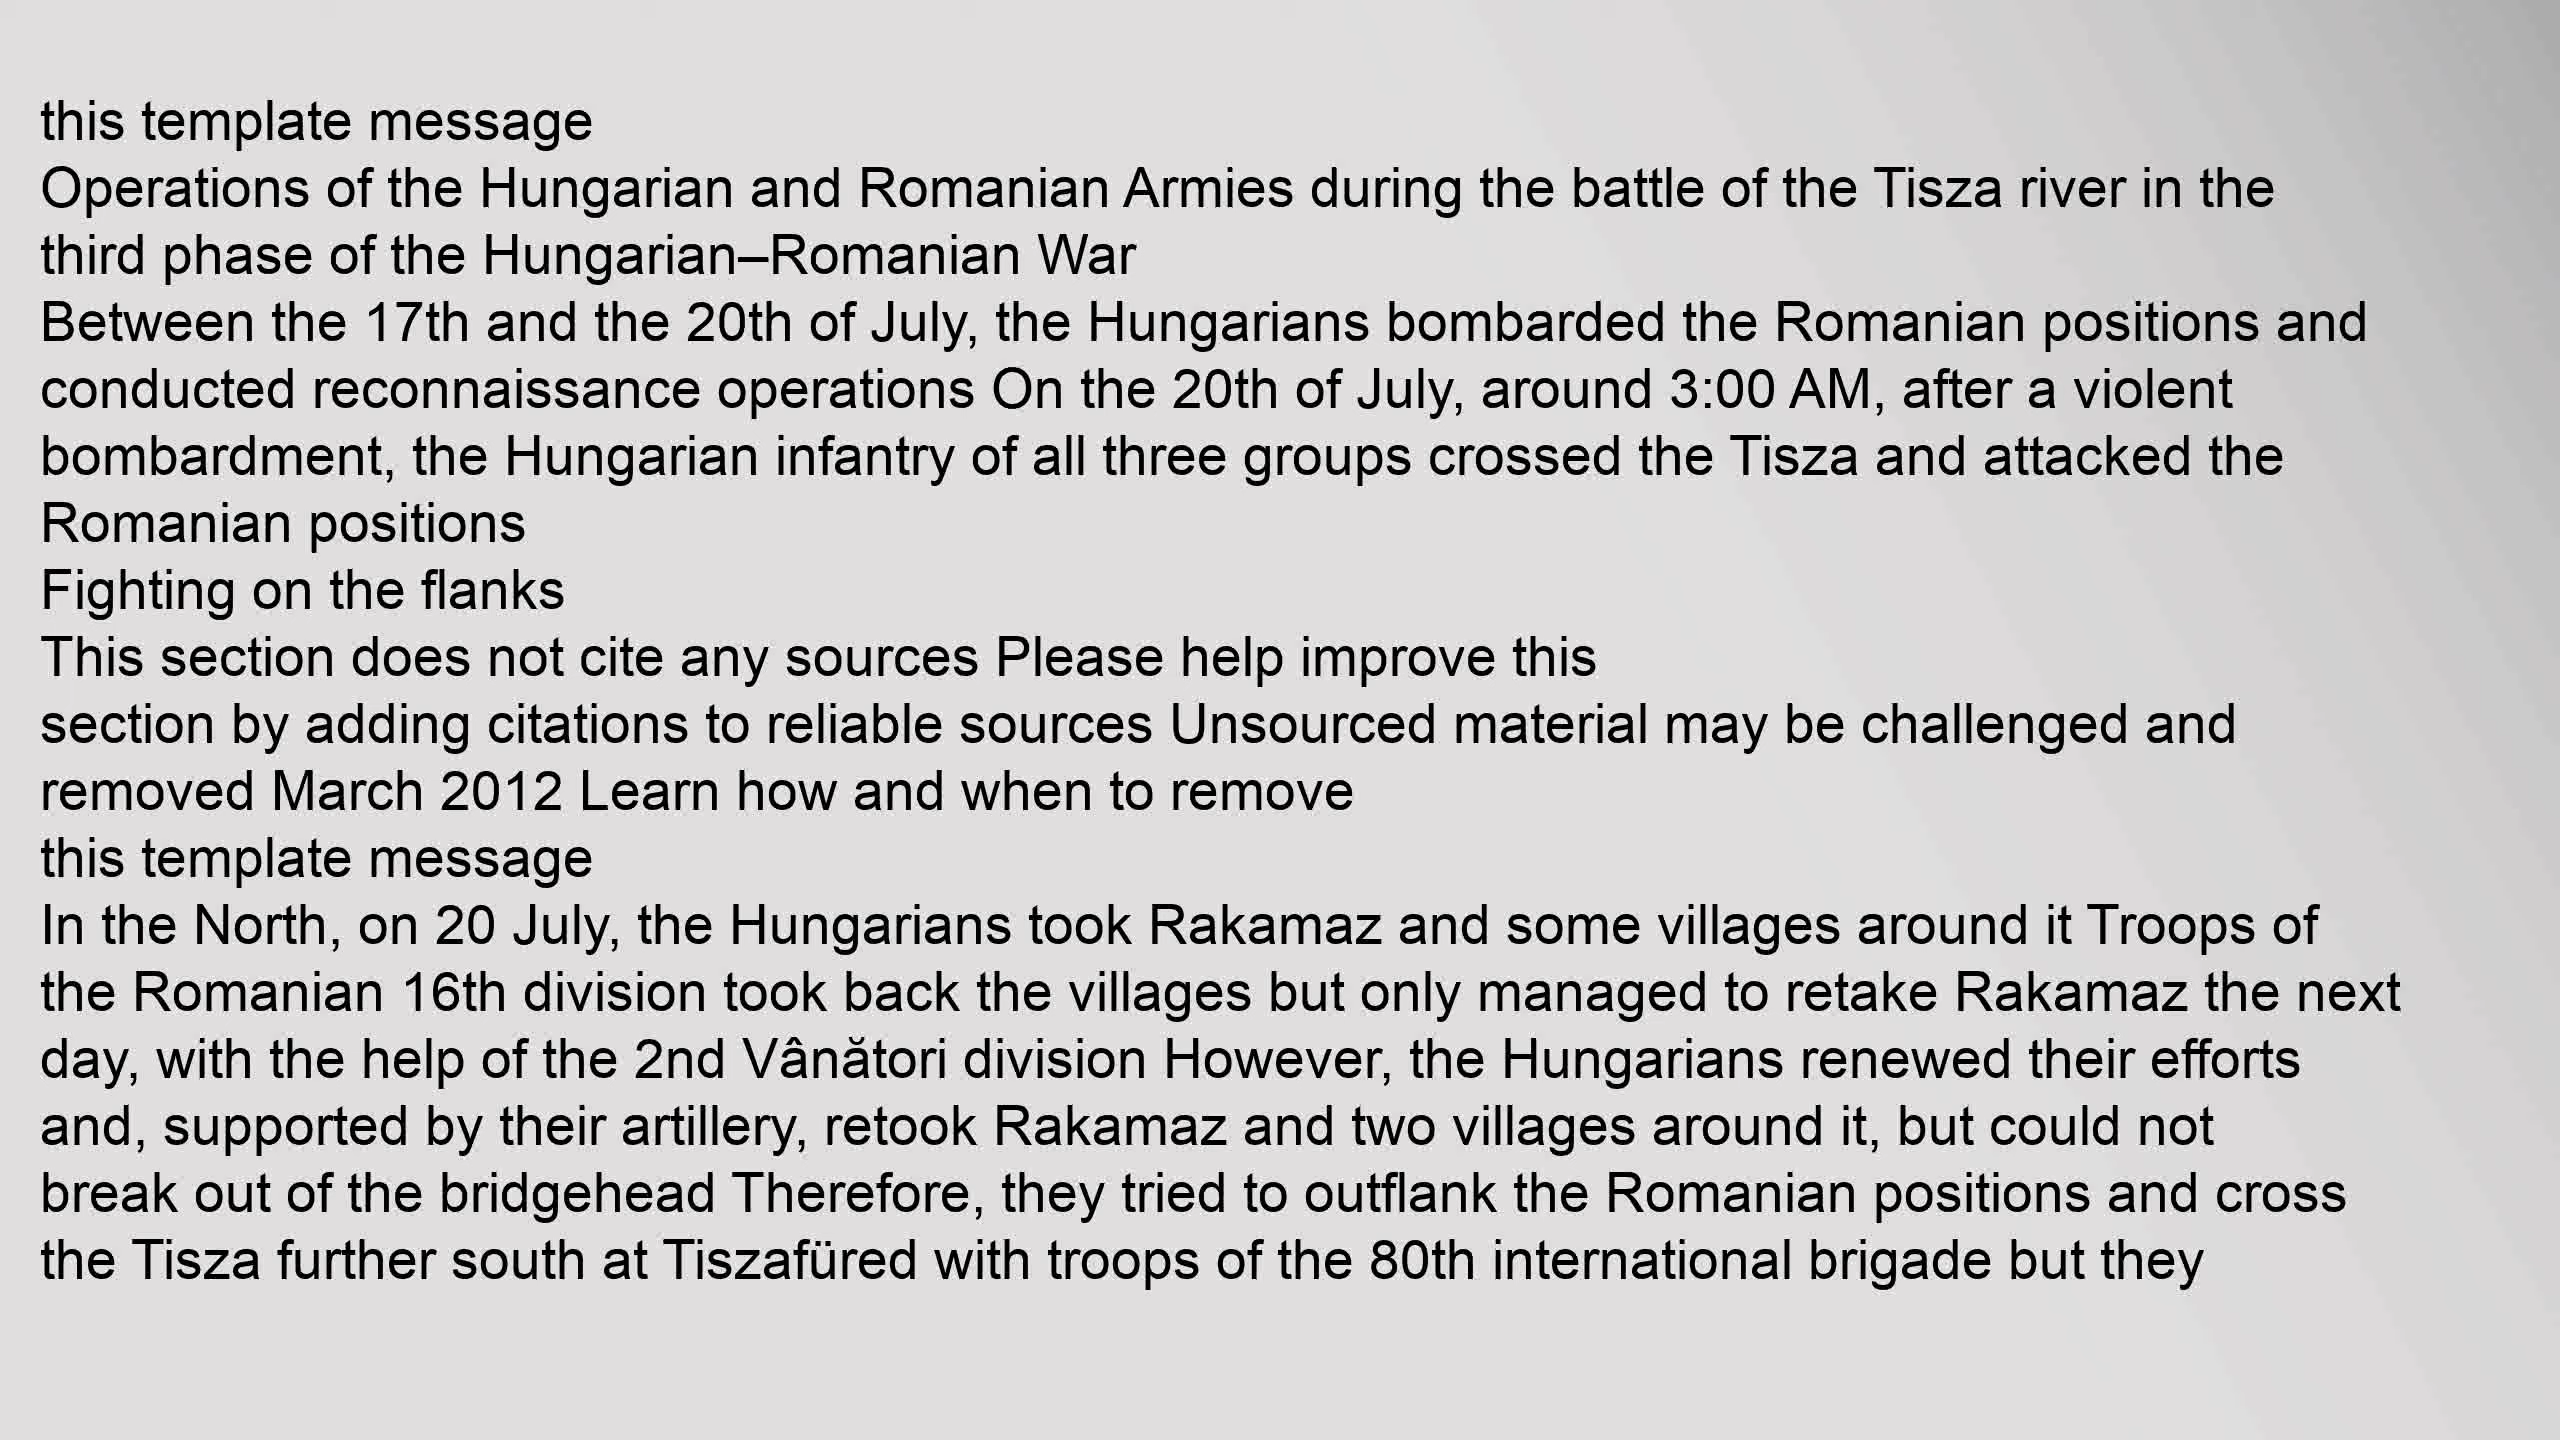 this template message
Operations of the Hungarian and Romanian Armies during the battle of the Tisza river in the
third phase of the Hungarian–Romanian War
Between the 17th and the 20th of July, the Hungarians bombarded the Romanian positions and
conducted reconnaissance operations On the 20th of July, around 3:00 AM, after a violent
bombardment, the Hungarian infantry of all three groups crossed the Tisza and attacked the
Romanian positions
Fighting on the flanks
This section does not cite any sources Please help improve this
section by adding citations to reliable sources Unsourced material may be challenged and
removed March 2012 Learn how and when to remove
this template message
In the North, on 20 July, the Hungarians took Rakamaz and some villages around it Troops of
the Romanian 16th division took back the villages but only managed to retake Rakamaz the next
day, with the help of the 2nd Vânători division However, the Hungarians renewed their efforts
and, supported by their artillery, retook Rakamaz and two villages around it, but could not
break out of the bridgehead Therefore, they tried to outflank the Romanian positions and cross
the Tisza further south at Tiszafüred with troops of the 80th international brigade but they